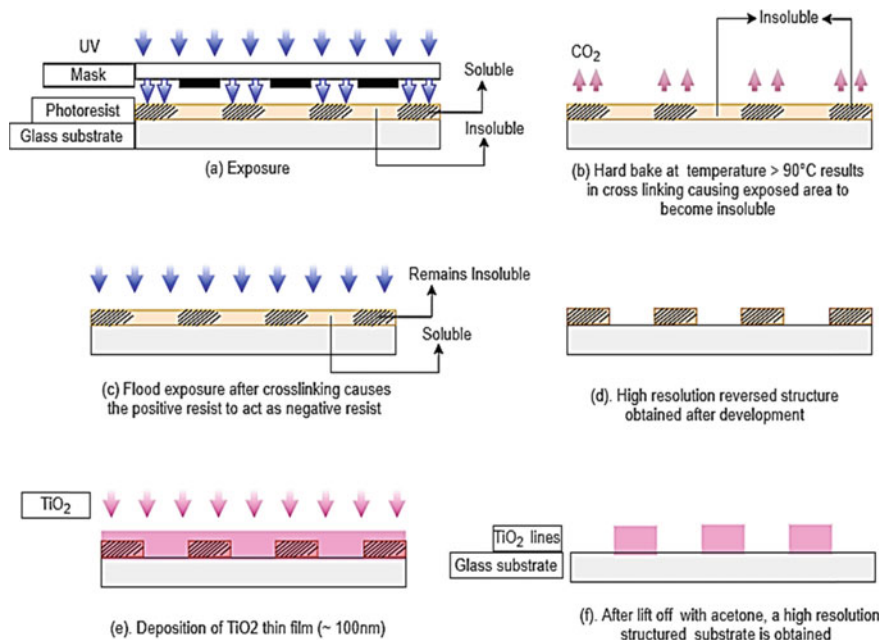 UV
Mask
Photoresist
Glass substrate
Soluble
Insoluble
(a) Exposure
Insoluble
CO2
(b) Hard bake at temperature > 90°C results
in cross linking causing exposed area to
become insoluble
Remains Insoluble
Soluble
(c) Flood exposure after crosslinking causes
the positive resist to act as negative resist
(d). High resolution reversed structure
obtained after development
TiO2
(e). Deposition of TiO2 thin film (~ 100nm)
TiO2 lines
Glass substrate
(f). After lift off with acetone, a high resolution
structured substrate is obtained